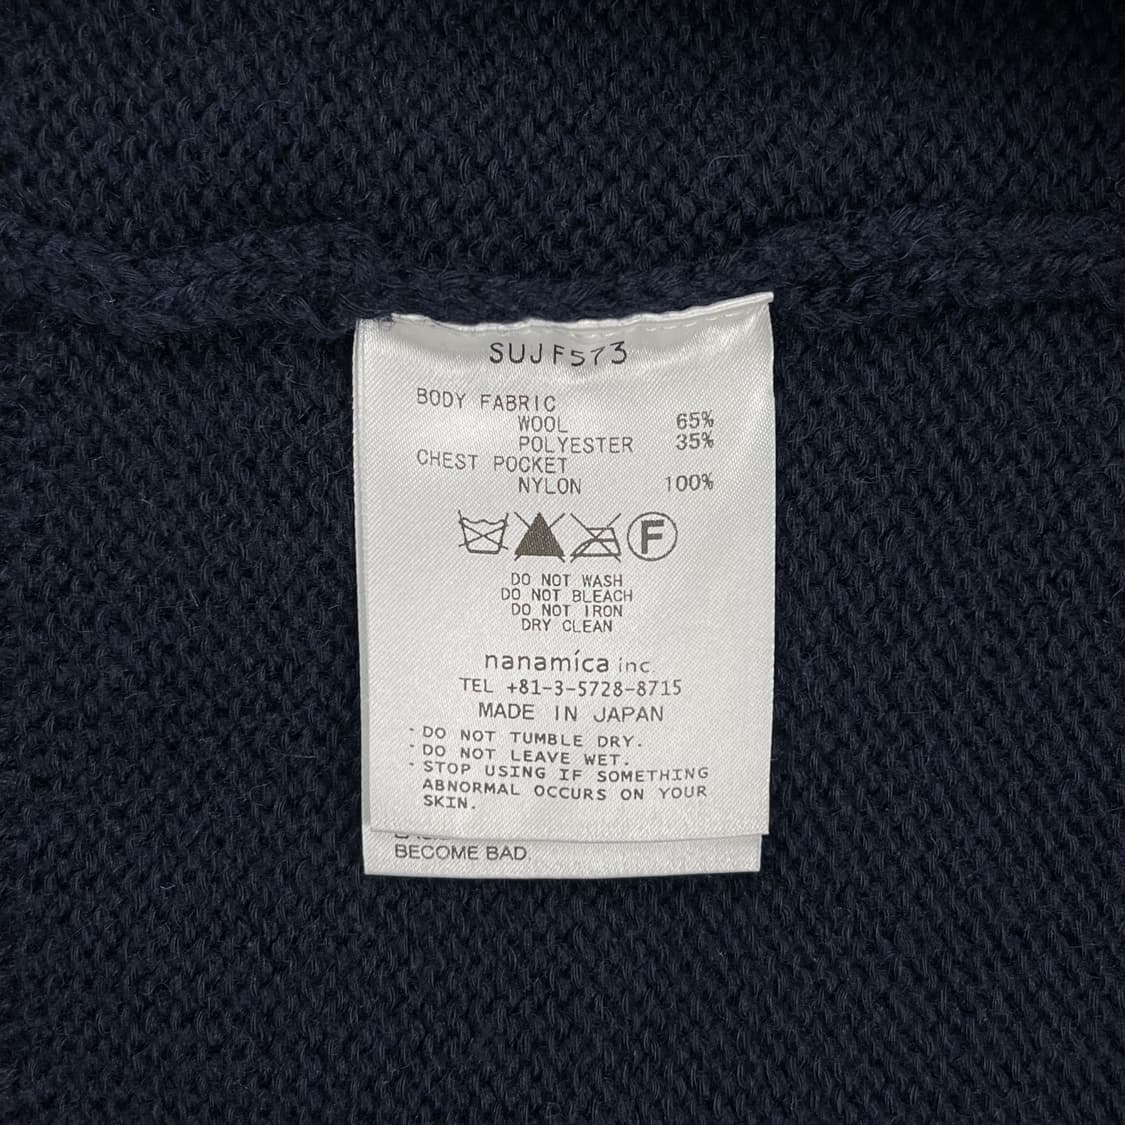 SUJF573
BODY FABRIC
WOOL 65%
POLYESTER 35%
CHEST POCKET
NYLON 100%
F
DO NOT WASH
DO NOT BLEACH
DO NOT IRON
DRY CLEAN
nanamíca inc.
TEL +81-3-5728-8715
MADE IN JAPAN
・DO NOT TUMBLE DRY.
・DO NOT LEAVE WET.
・STOP USING IF SOMETHING
ABNORMAL OCCURS ON YOUR
SKIN.
BECOME BAD.